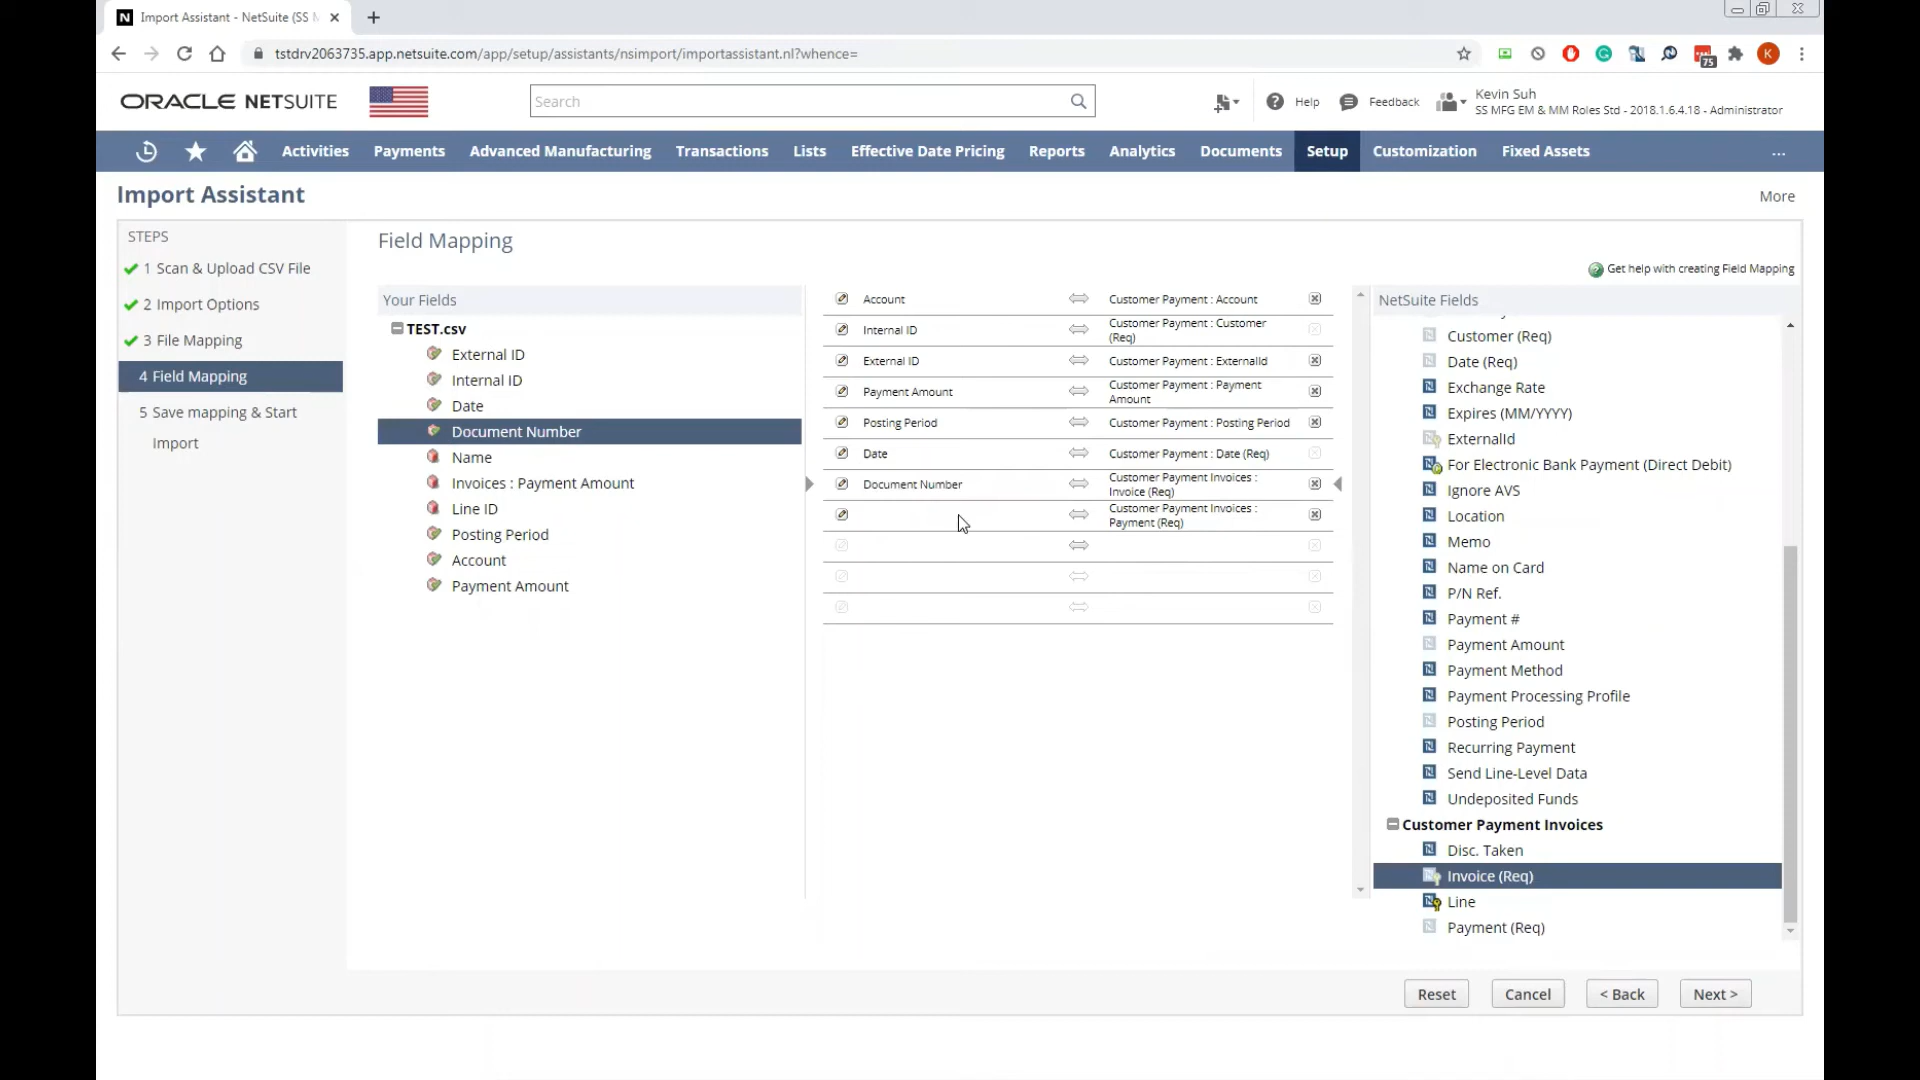 Import Assistant - NetSuite (SS M
tstdrv2063735.app.netsuite.com/app/setup/assistants/nsimport/importassistant.nl?whence=
75
K
ORACLE NETSUITE
Search
Help
Feedback
Kevin Suh
SS MFG EM & MM Roles Std - 2018.1.6.4.18 - Administrator
Activities
Payments
Advanced Manufacturing
Transactions
Lists
Effective Date Pricing
Reports
Analytics
Documents
Setup
Customization
Fixed Assets
...
Import Assistant
More
STEPS
1 Scan & Upload CSV File
2 Import Options
3 File Mapping
4 Field Mapping
5 Save mapping & Start
Import
Field Mapping
Get help with creating Field Mapping
Your Fields
TEST.csv
External ID
Internal ID
Date
Document Number
Name
Invoices : Payment Amount
Line ID
Posting Period
Account
Payment Amount
Account
Customer Payment : Account
Internal ID
Customer Payment : Customer
(Req)
External ID
Customer Payment : ExternalId
Payment Amount
Customer Payment : Payment
Amount
Posting Period
Customer Payment : Posting Period
Date
Customer Payment : Date (Req)
Document Number
Customer Payment Invoices :
Invoice (Req)
Customer Payment Invoices :
Payment (Req)
NetSuite Fields
Customer (Req)
Date (Req)
Exchange Rate
Expires (MM/YYYY)
ExternalId
For Electronic Bank Payment (Direct Debit)
Ignore AVS
Location
Memo
Name on Card
P/N Ref.
Payment #
Payment Amount
Payment Method
Payment Processing Profile
Posting Period
Recurring Payment
Send Line-Level Data
Undeposited Funds
Customer Payment Invoices
Disc. Taken
Invoice (Req)
Line
Payment (Req)
Reset
Cancel
< Back
Next >